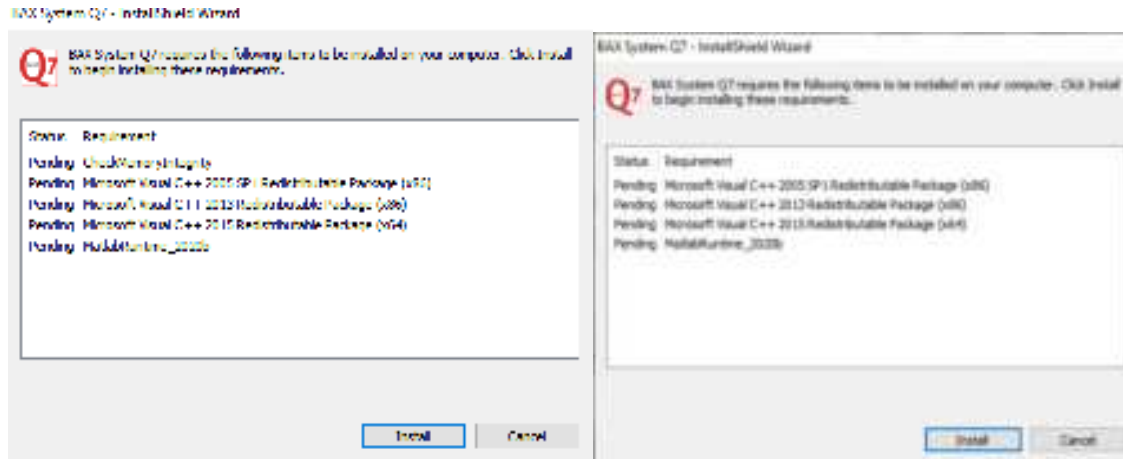 BAX System Q7 - InstallShield Wizard
Q7
BAX System Q7 requires the following items to be installed on your computer. Click Install
to begin installing these requirements.
Status Requirement
Pending CheckMemoryIntegrity
Pending Microsoft Visual C++ 2005 SP1 Redistributable Package (x86)
Pending Microsoft Visual C++ 2013 Redistributable Package (x86)
Pending Microsoft Visual C++ 2015 Redistributable Package (x64)
Pending MatlabRuntime_2020b
Install Cancel
BAX System Q7 - InstallShield Wizard
Q7
BAX System Q7 requires the following items to be installed on your computer. Click Install
to begin installing these requirements.
Status Requirement
Pending Microsoft Visual C++ 2005 SP1 Redistributable Package (x86)
Pending Microsoft Visual C++ Redistributable Package (x86)
Pending Microsoft Visual C++ 2015 Redistributable Package (x64)
Pending MatlabRuntime_2020b
Install Cancel